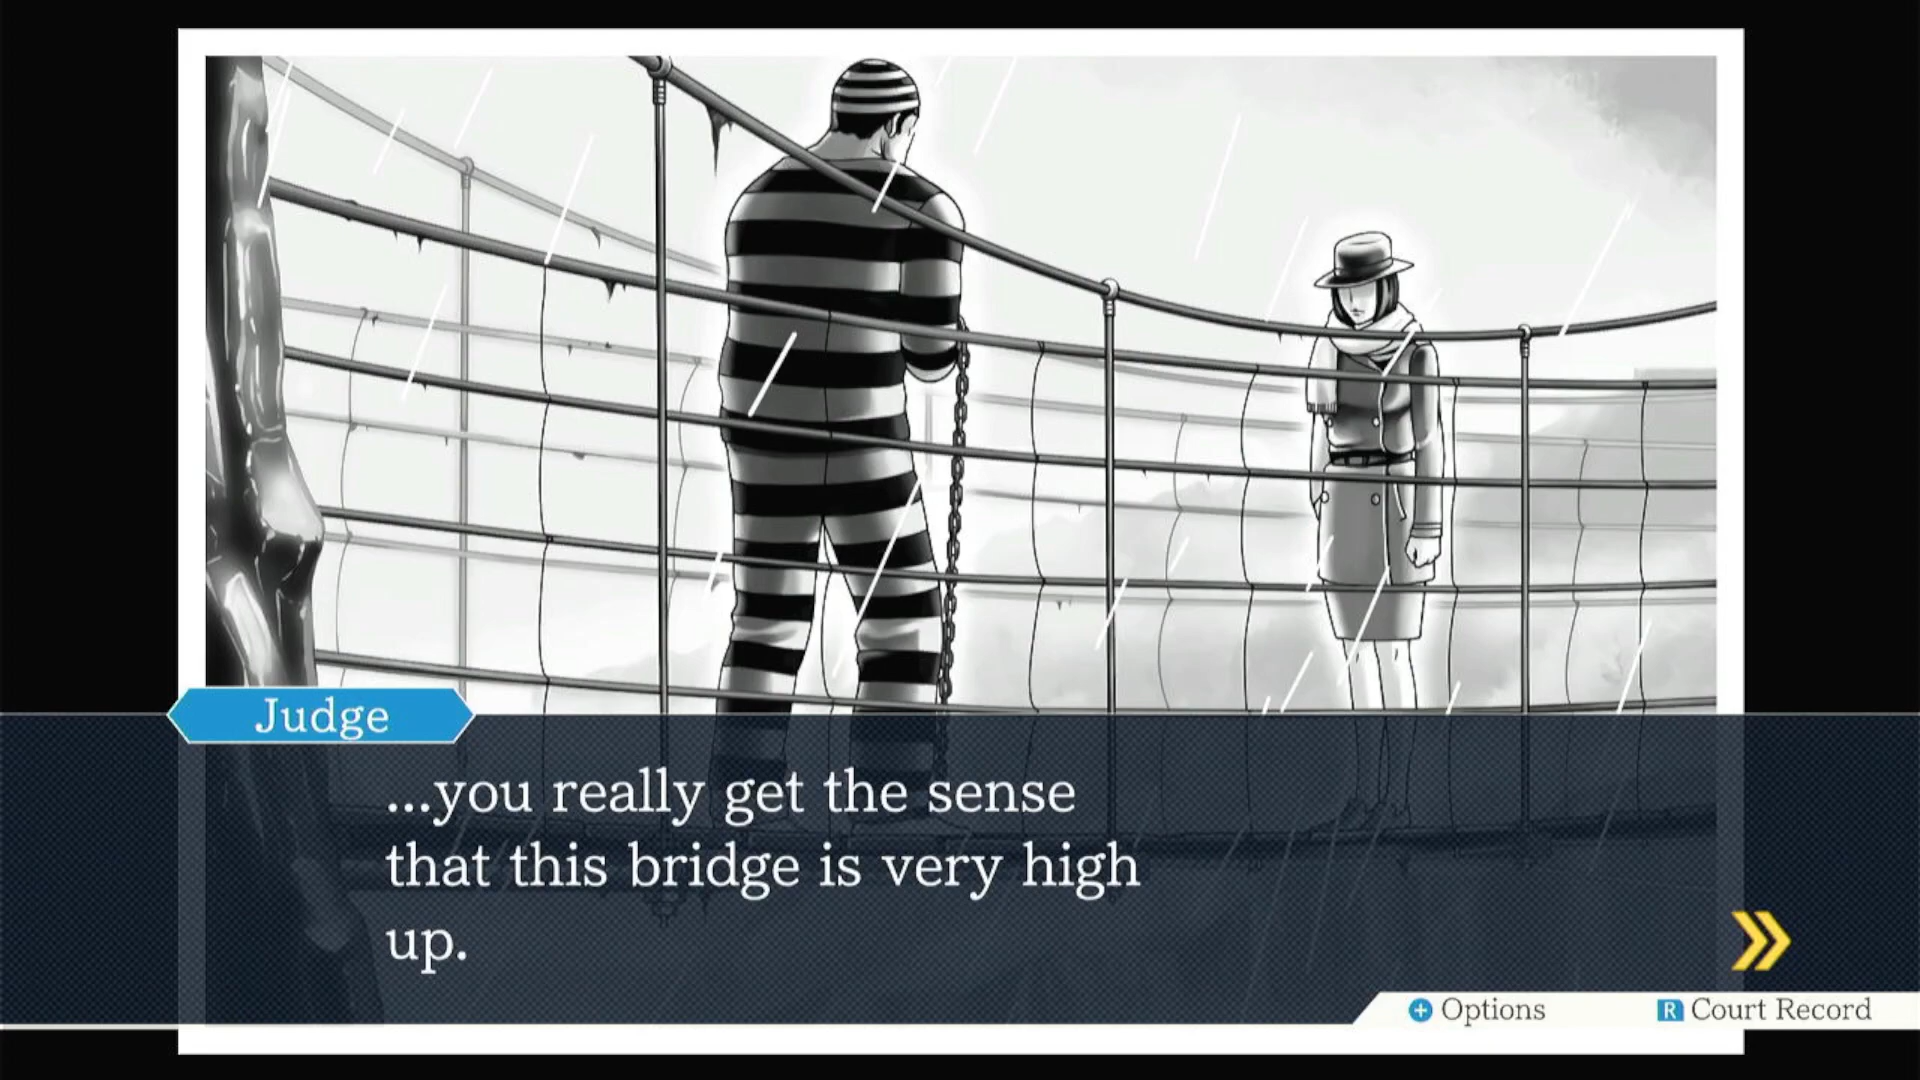 Judge
...you really get the sense
that this bridge is very high
up.
+ Options
R Court Record